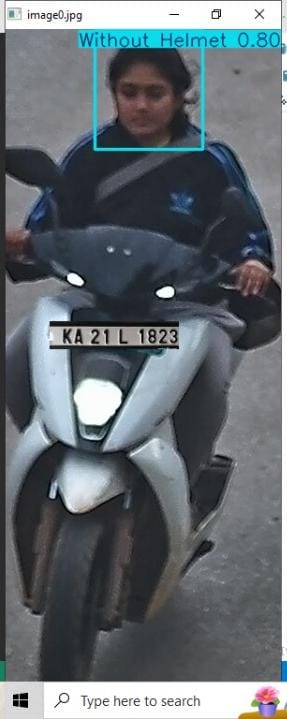 image0.jpg
Without Helmet 0.80
KA 21 L 1823
Type here to search